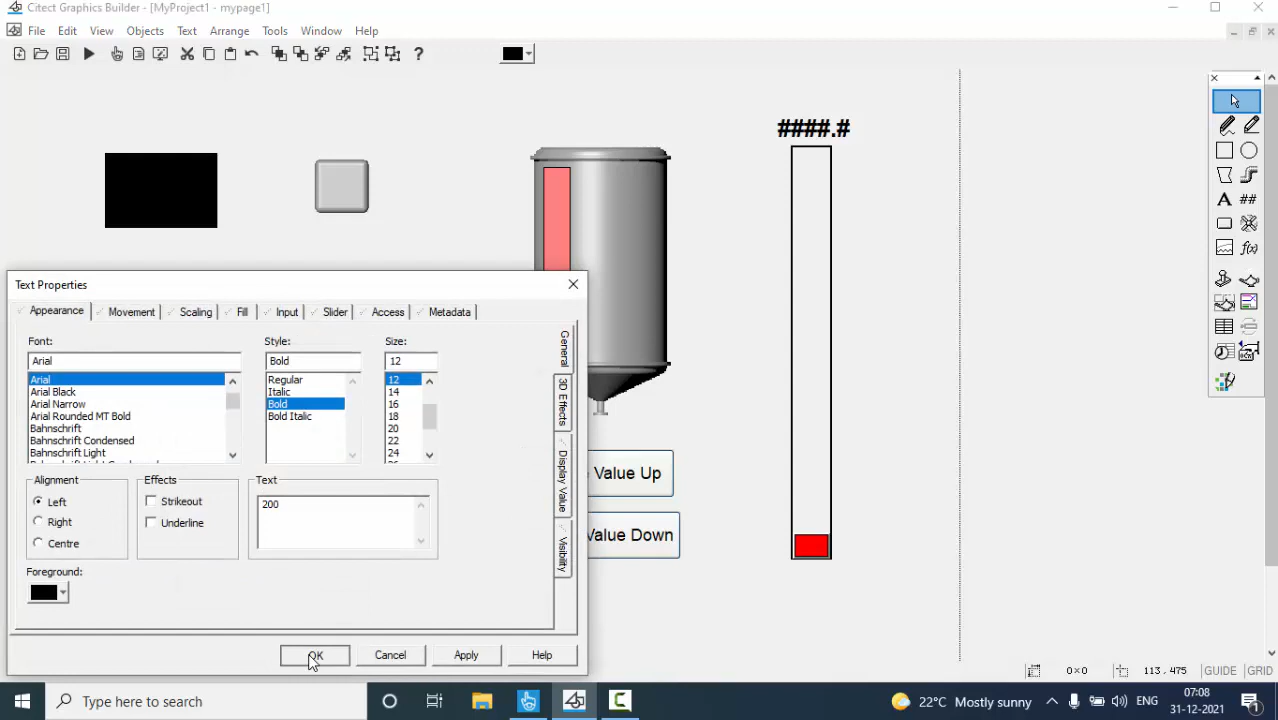 Citect Graphics Builder - [MyProject1 - mypage1]
File Edit View Objects Text Arrange Tools Window Help
####.#
Text Properties
Appearance Movement Scaling Fill Input Slider Access Metadata
Font: Style: Size:
Arial Bold 12
Arial Regular 12
Arial Black Italic 14
Arial Narrow Bold 16
Arial Rounded MT Bold Bold Italic 18
Bahnschrift 20
Bahnschrift Condensed 22
Bahnschrift Light 24
General
3D Effects
Display Value
Visibility
Alignment Effects Text
Left Strikeout 200
Right Underline
Centre
Foreground:
OK Cancel Apply Help
Value Up
Value Down
A ##
f(x)
0×0 113,475 GUIDE GRID
Type here to search
22°C Mostly sunny ENG 07:08
31-12-2021
1